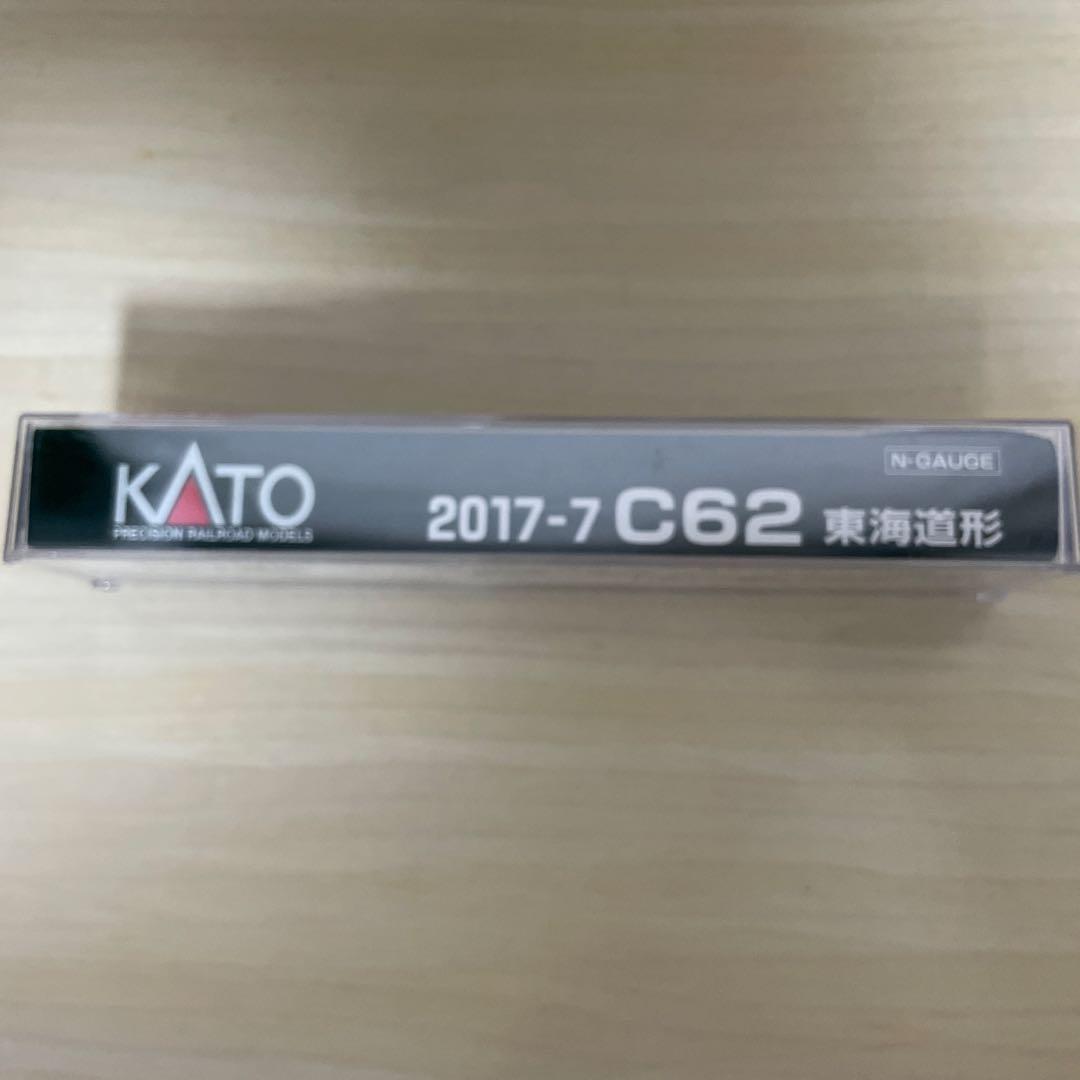 KATO
PRECISION RAILROAD MODELS
N-GAUGE
2017-7 C62 東海道形